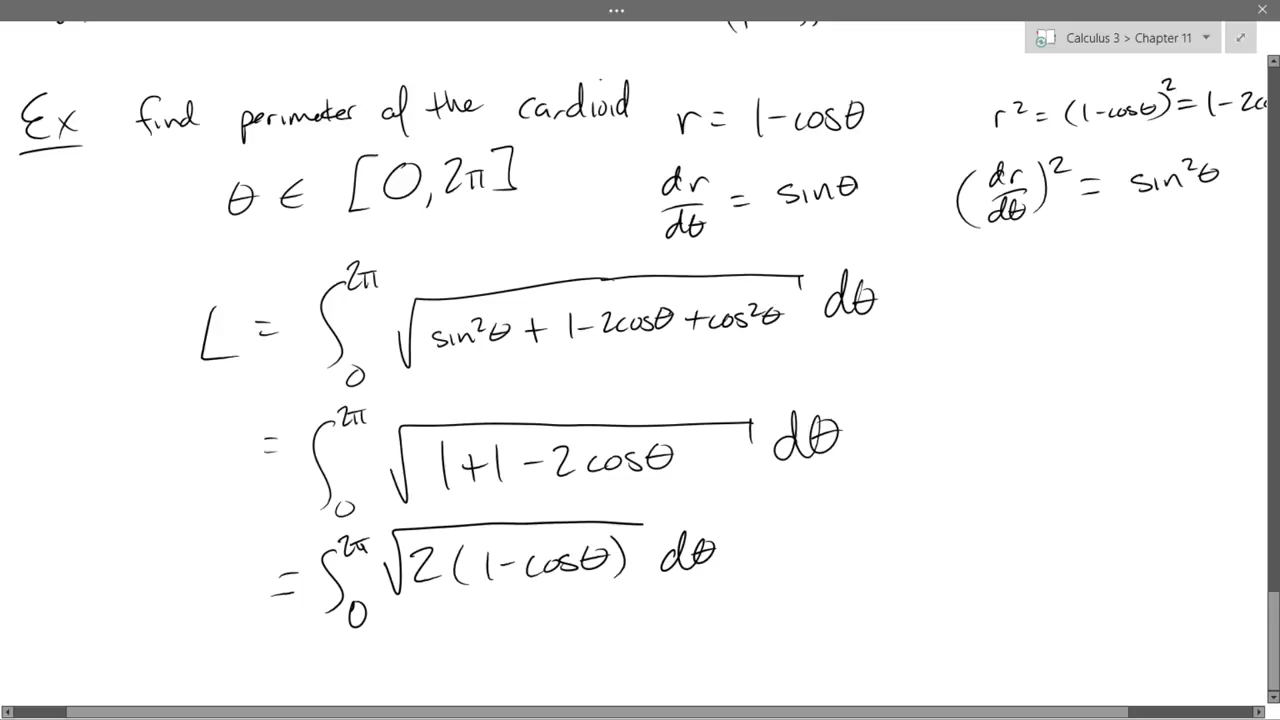 ...
Calculus 3 > Chapter 11
Ex find perimeter of the cardioid r = 1-cosθ r² = (1-cosθ)² = 1-2co
θ ∈ [0,2π] dr/dθ = sinθ (dr/dθ)² = sin²θ
L = ∫₀^2π √(sin²θ + 1-2cosθ +cos²θ) dθ
= ∫₀^2π √(1+1-2cosθ) dθ
= ∫₀^2π √(2(1-cosθ)) dθ